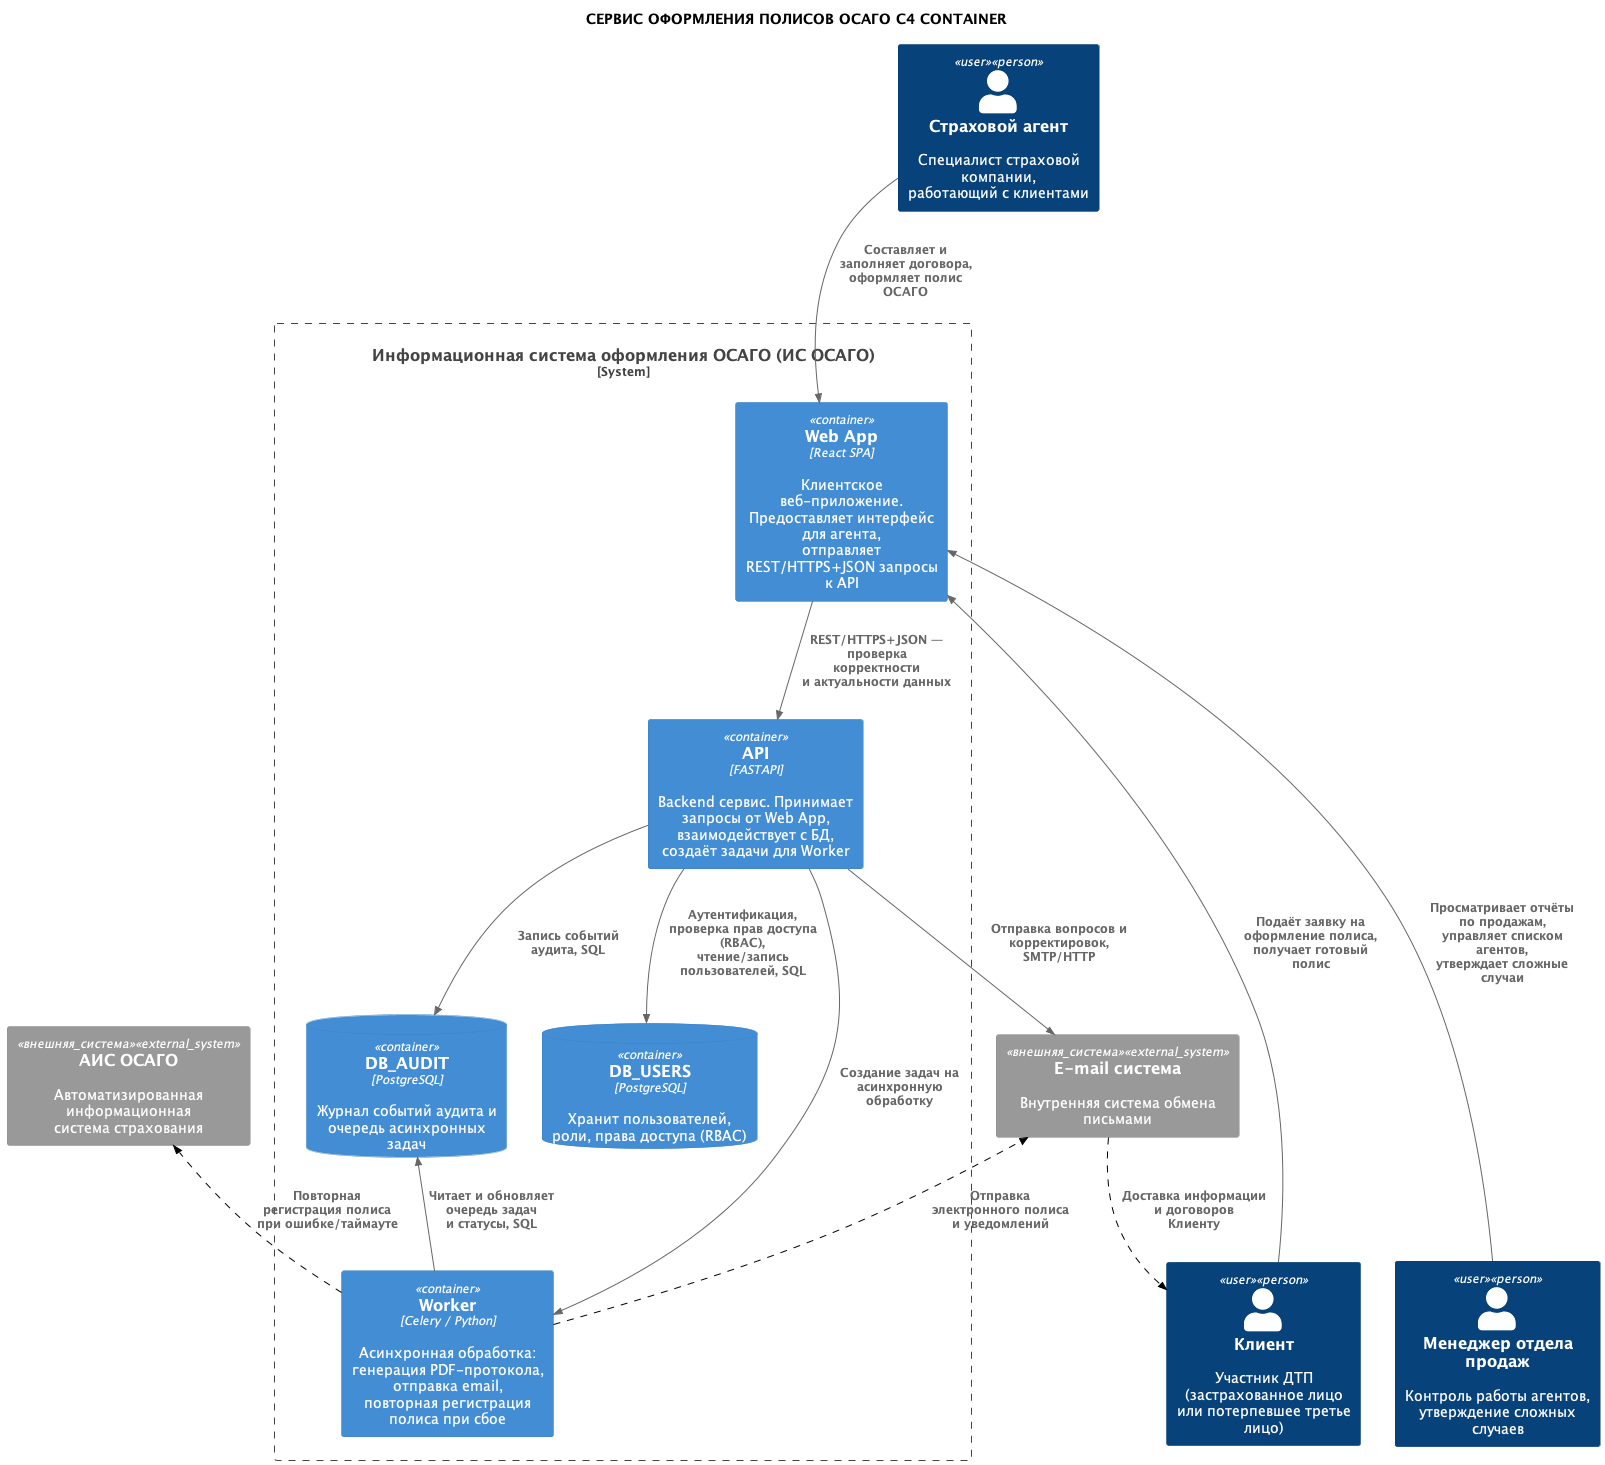 СЕРВИС ОФОРМЛЕНИЯ ПОЛИСОВ ОСАГО C4 CONTAINER
«user»«person»
Страховой агент
Специалист страховой
компании,
работающий с клиентами
Составляет и
заполняет договора,
оформляет полис
ОСАГО
Информационная система оформления ОСАГО (ИС ОСАГО)
[System]
«container»
Web App
[React SPA]
Клиентское
веб-приложение.
Предоставляет интерфейс
для агента,
отправляет
REST/HTTPS+JSON запросы
к API
REST/HTTPS+JSON —
проверка
корректности
и актуальности данных
«container»
API
[FASTAPI]
Backend сервис. Принимает
запросы от Web App,
взаимодействует с БД,
создаёт задачи для Worker
Запись событий
аудита, SQL
Аутентификация,
проверка прав доступа
(RBAC),
чтение/запись
пользователей, SQL
Отправка вопросов и
корректировок,
SMTP/HTTP
Подаёт заявку на
оформление полиса,
получает готовый
полис
Просматривает отчёты
по продажам,
управляет списком
агентов,
утверждает сложные
случаи
«внешняя_система»«external_system»
АИС ОСАГО
Автоматизированная
информационная
система страхования
«container»
DB_AUDIT
[PostgreSQL]
Журнал событий аудита и
очередь асинхронных
задач
«container»
DB_USERS
[PostgreSQL]
Хранит пользователей,
роли, права доступа (RBAC)
Создание задач на
асинхронную
обработку
«внешняя_система»«external_system»
E-mail система
Внутренняя система обмена
письмами
Повторная
регистрация полиса
при ошибке/таймауте
Читает и обновляет
очередь задач
и статусы, SQL
Отправка
электронного полиса
и уведомлений
Доставка информации
и договоров
Клиенту
«container»
Worker
[Celery / Python]
Асинхронная обработка:
генерация PDF-протокола,
отправка email,
повторная регистрация
полиса при сбое
«user»«person»
Клиент
Участник ДТП
(застрахованное лицо
или потерпевшее третье
лицо)
«user»«person»
Менеджер отдела
продаж
Контроль работы агентов,
утверждение сложных
случаев